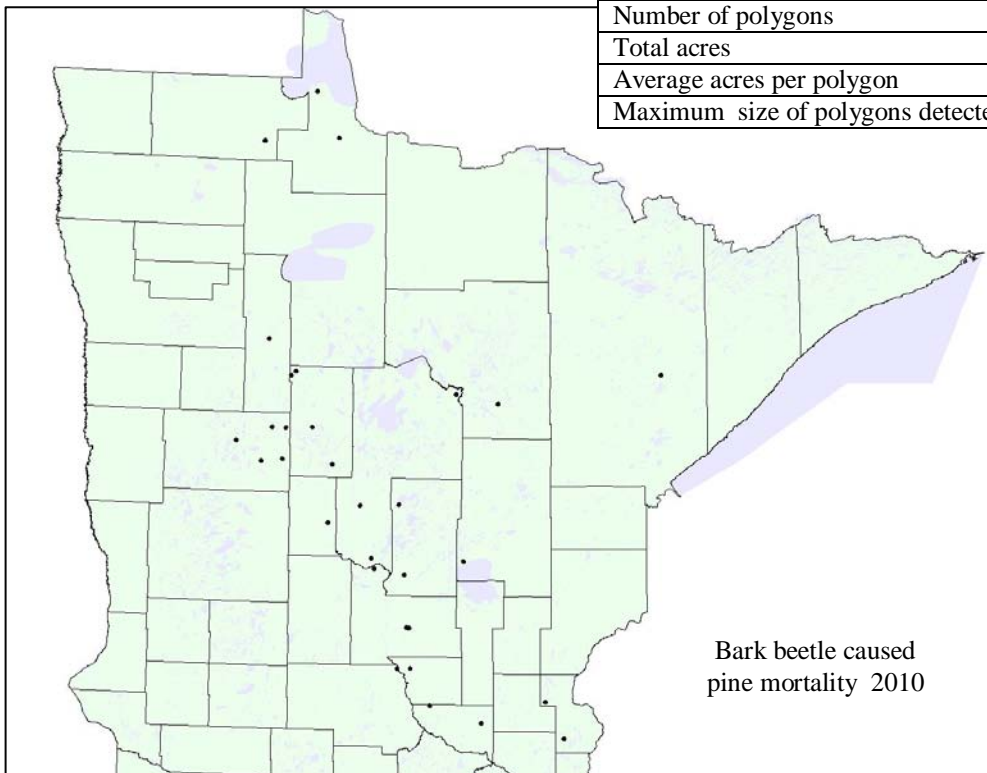 Number of polygons
Total acres
Average acres per polygon
Maximum  size of polygons detecte
Bark beetle caused
pine mortality  2010